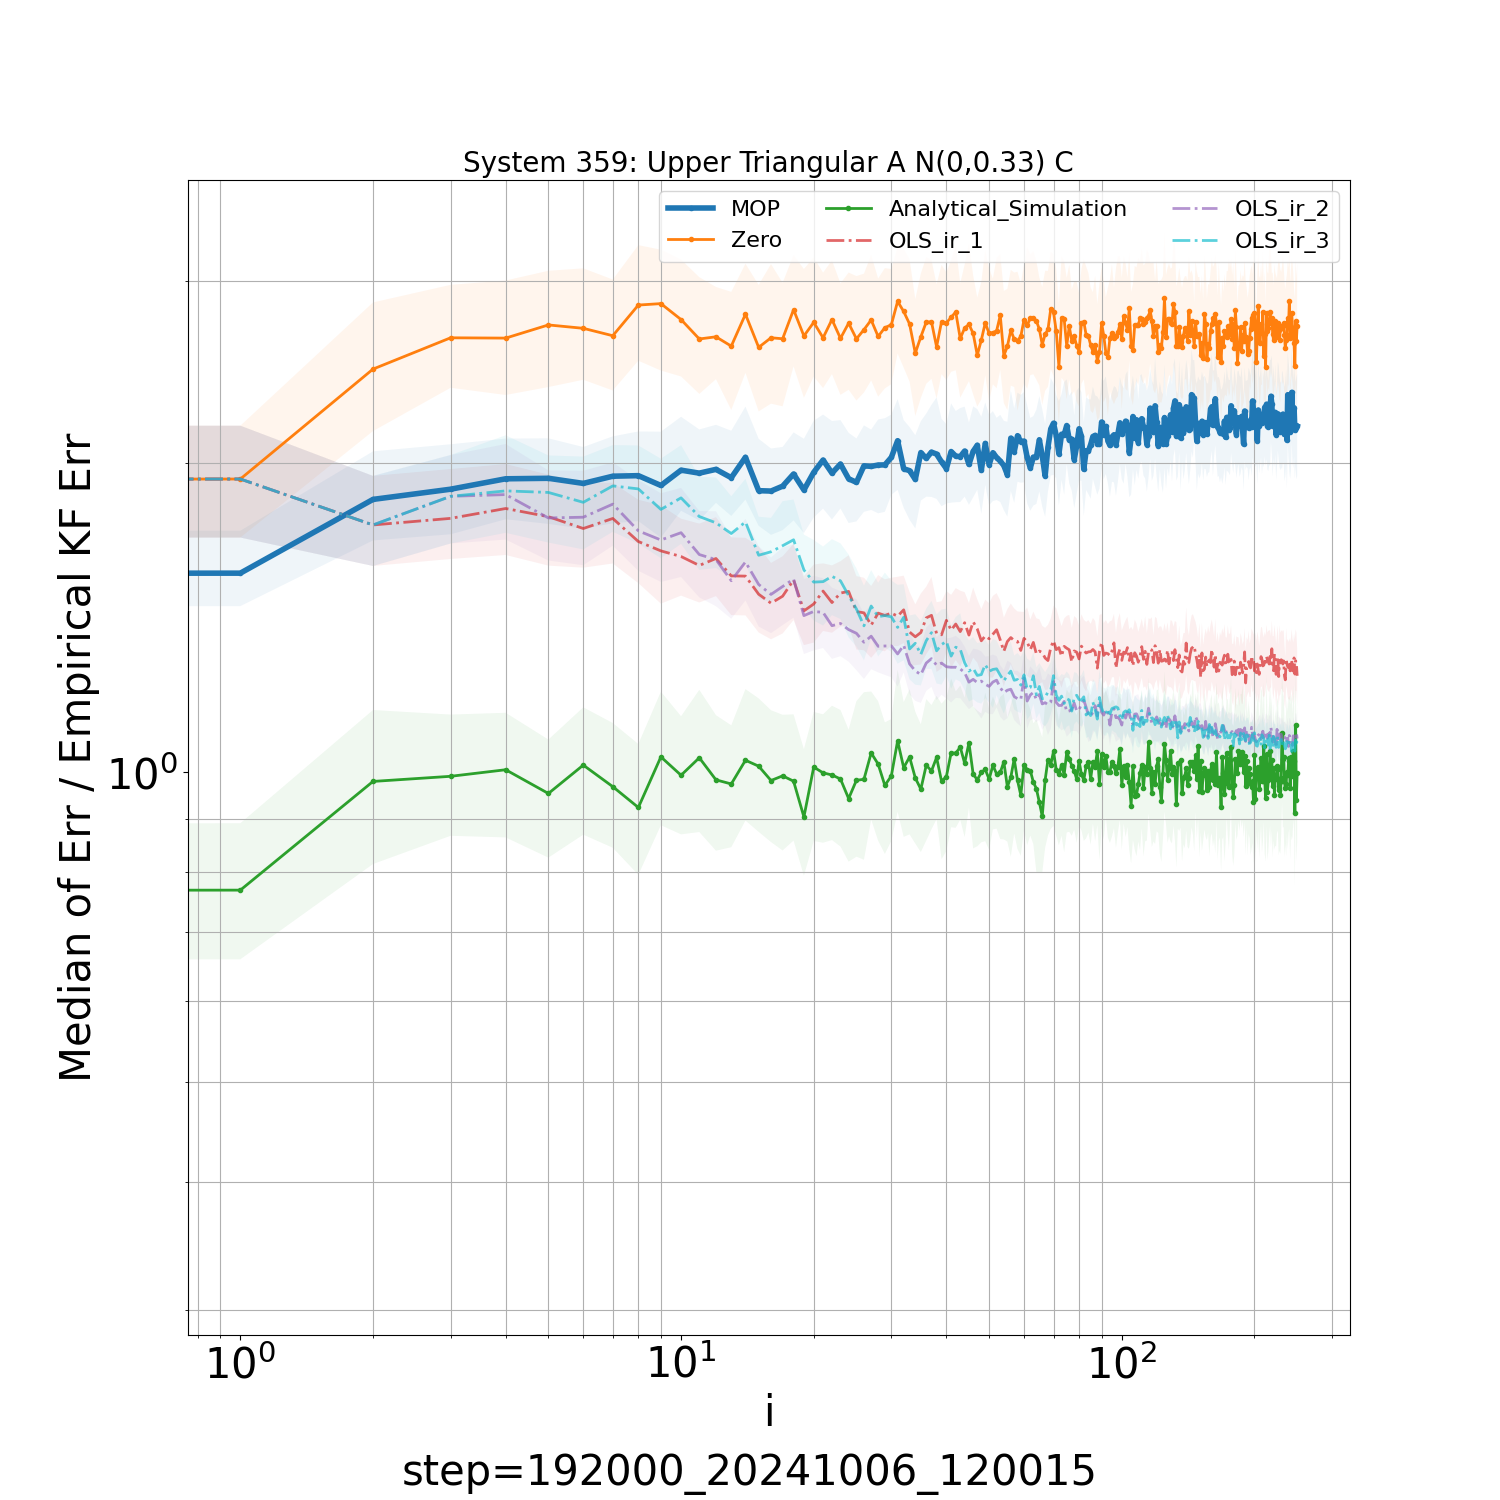 System 359: Upper Triangular A N(0,0.33) C
MOP
Zero
Analytical_Simulation
OLS_ir_1
OLS_ir_2
OLS_ir_3
Median of Err / Empirical KF Err
10⁰
10⁰ 10¹ 10²
i
step=192000_20241006_120015